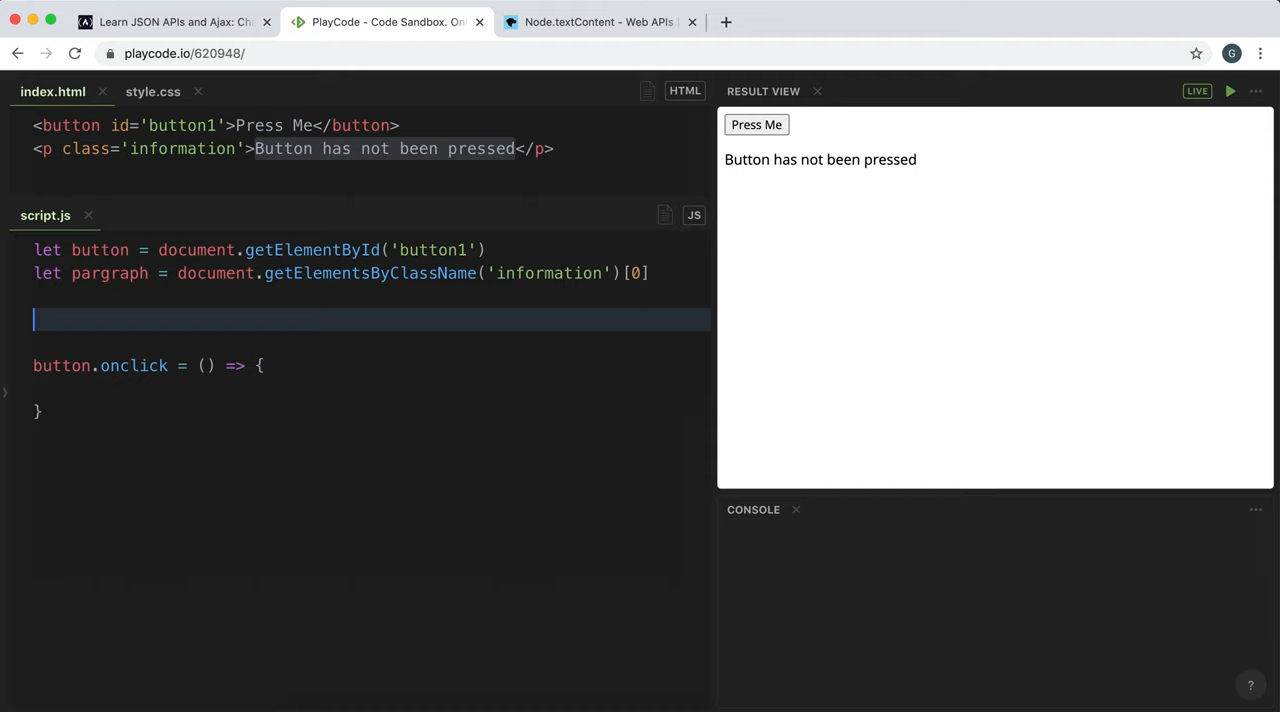 Learn JSON APIs and Ajax: Cha
PlayCode - Code Sandbox. Onl
Node.textContent - Web APIs |
playcode.io/620948/
G
index.html
style.css
HTML
<button id='button1'>Press Me</button>
<p class='information'>Button has not been pressed</p>
script.js
JS
let button = document.getElementById('button1')
let pargraph = document.getElementsByClassName('information')[0]
button.onclick = () => {
}
RESULT VIEW
LIVE
Press Me
Button has not been pressed
CONSOLE
?